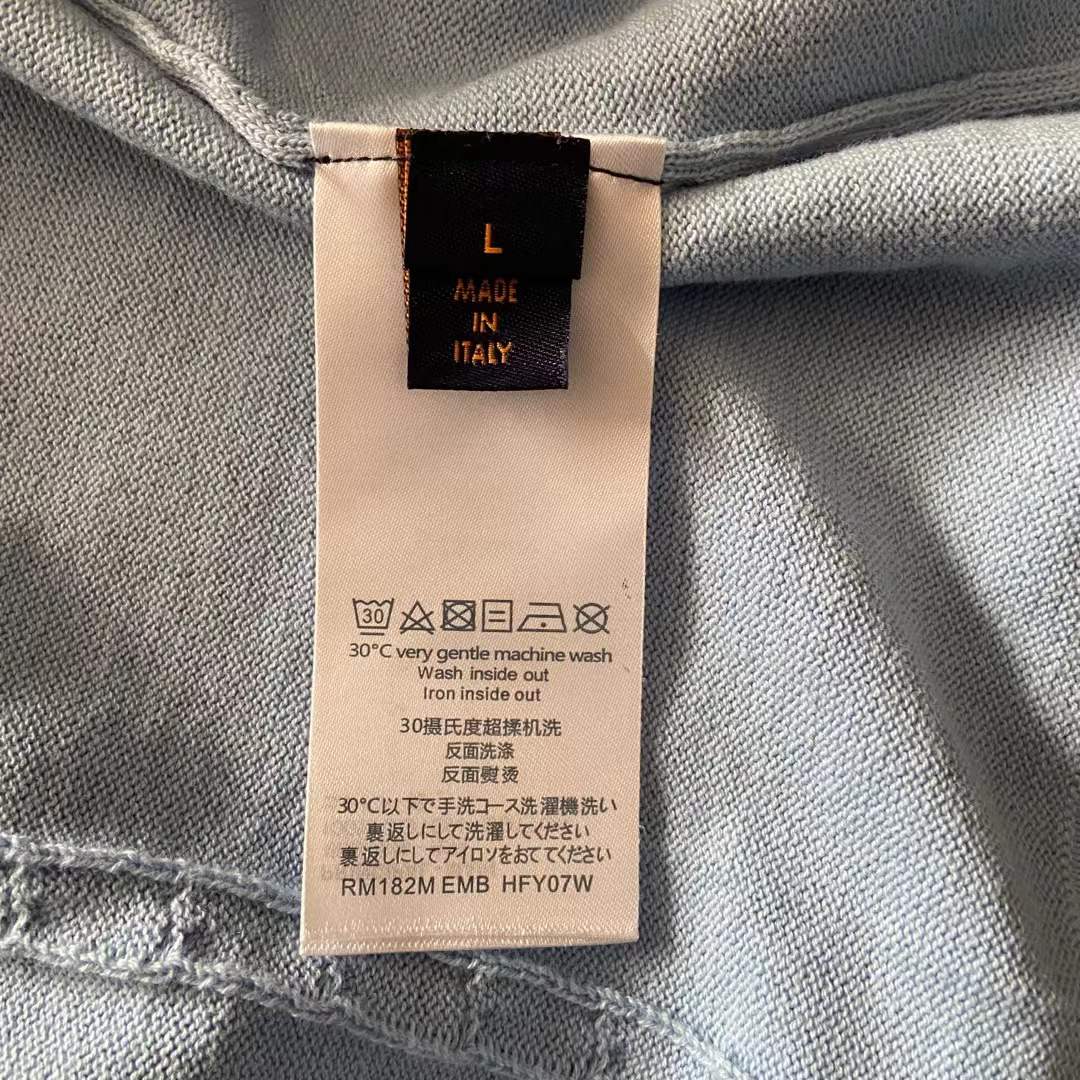 L
MADE
IN
ITALY
30
30°C very gentle machine wash
Wash inside out
Iron inside out
30摄氏度超揉机洗
反面洗涤
反面熨烫
30°C以下で手洗コース洗濯機洗い
裏返しにして洗濯してください
裏返しにしてアイロソをおててください
RM182M EMB HFY07W